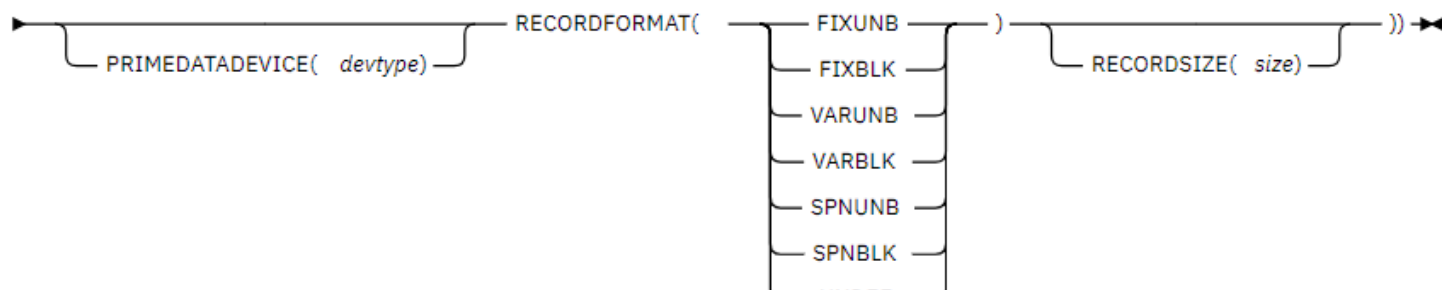 RECORDFORMAT( FIXUNB ) ))
PRIMEDATADEVICE( devtype) FIXBLK RECORDSIZE( size)
VARUNB
VARBLK
SPNUNB
SPNBLK